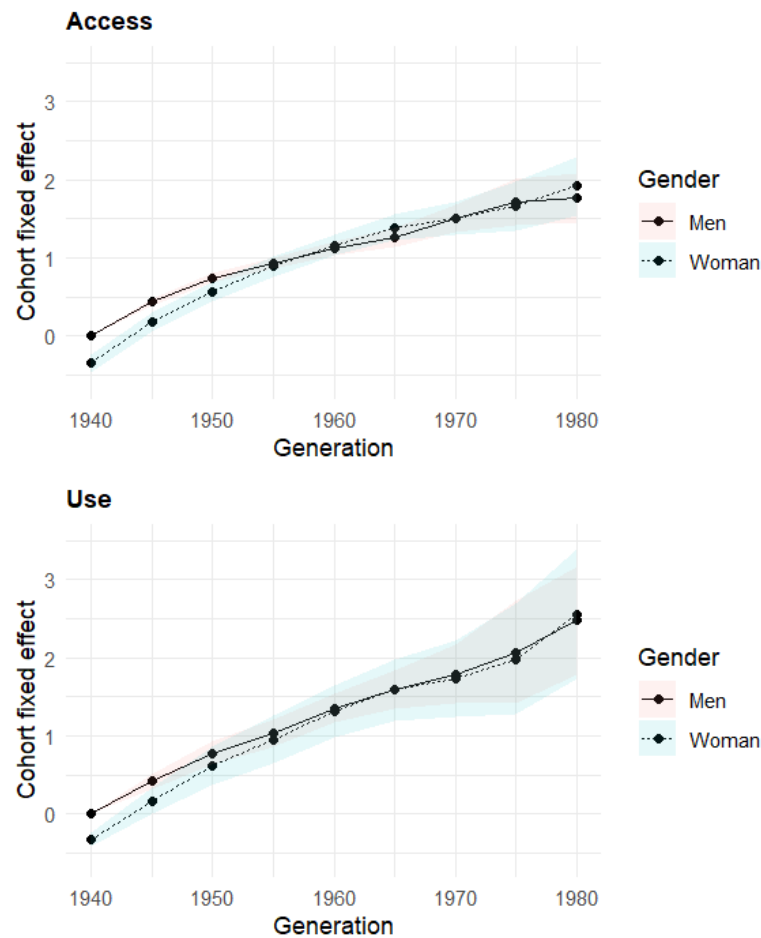 Access
Cohort fixed effect
3
2
1
0
1940 1950 1960 1970 1980
Generation
Gender
Men
Woman
Use
Cohort fixed effect
3
2
1
0
1940 1950 1960 1970 1980
Generation
Gender
Men
Woman